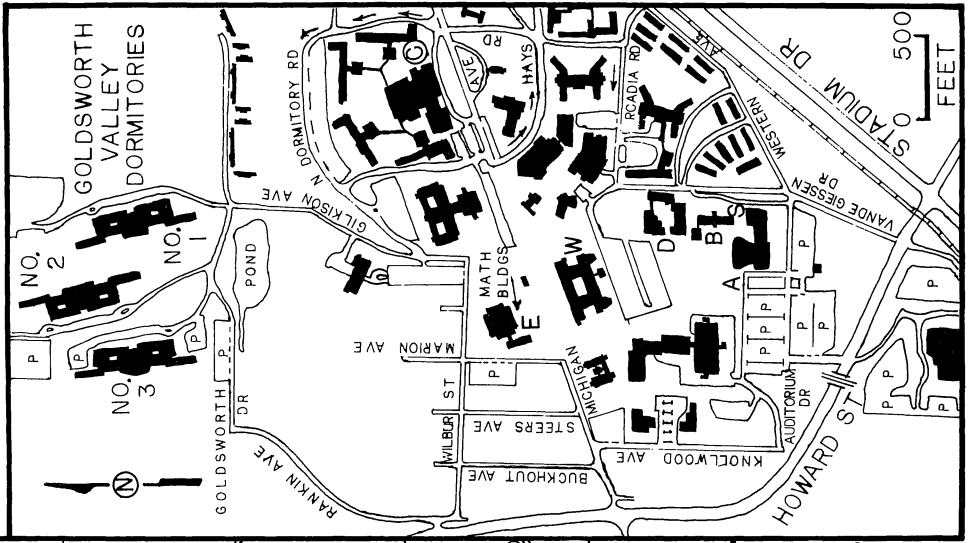 GOLDSWORTH
VALLEY
DORMITORIES
NO.
2
NO.
1
NO.
3
POND
P
P
P
P
N
GOLDSWORTH
DR
RANKIN AVE
DORMITORY RD
N GILKISON AVE
C
I
AVE
RD
HAYS
ARCADIA RD
AVE
WESTERN
STADIUM DR
0 500
FEET
VANDE GIESSEN
DR
MATH
BLDGS
E
W
D
B
S
A
MARION AVE
WILBUR ST
STEERS AVE
BUCKHOUT AVE
MICHIGAN
KNOLLWOOD AVE
AUDITORIUM
DR
HOWARD ST
P
P
P
P
P
P
P
P
P
P